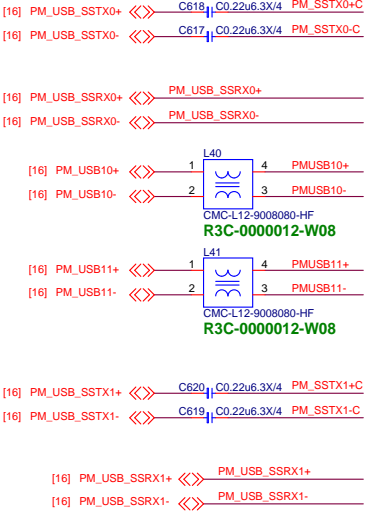 [16] PM_USB_SSTX0+ C618 C0.22u6.3X/4 PM_SSTX0+C
[16] PM_USB_SSTX0- C617 C0.22u6.3X/4 PM_SSTX0-C
[16] PM_USB_SSRX0+ PM_USB_SSRX0+
[16] PM_USB_SSRX0- PM_USB_SSRX0-
L40
[16] PM_USB10+ 1 4 PMUSB10+
[16] PM_USB10- 2 3 PMUSB10-
CMC-L12-9008080-HF
R3C-0000012-W08
L41
[16] PM_USB11+ 1 4 PMUSB11+
[16] PM_USB11- 2 3 PMUSB11-
CMC-L12-9008080-HF
R3C-0000012-W08
[16] PM_USB_SSTX1+ C620 C0.22u6.3X/4 PM_SSTX1+C
[16] PM_USB_SSTX1- C619 C0.22u6.3X/4 PM_SSTX1-C
[16] PM_USB_SSRX1+ PM_USB_SSRX1+
[16] PM_USB_SSRX1- PM_USB_SSRX1-